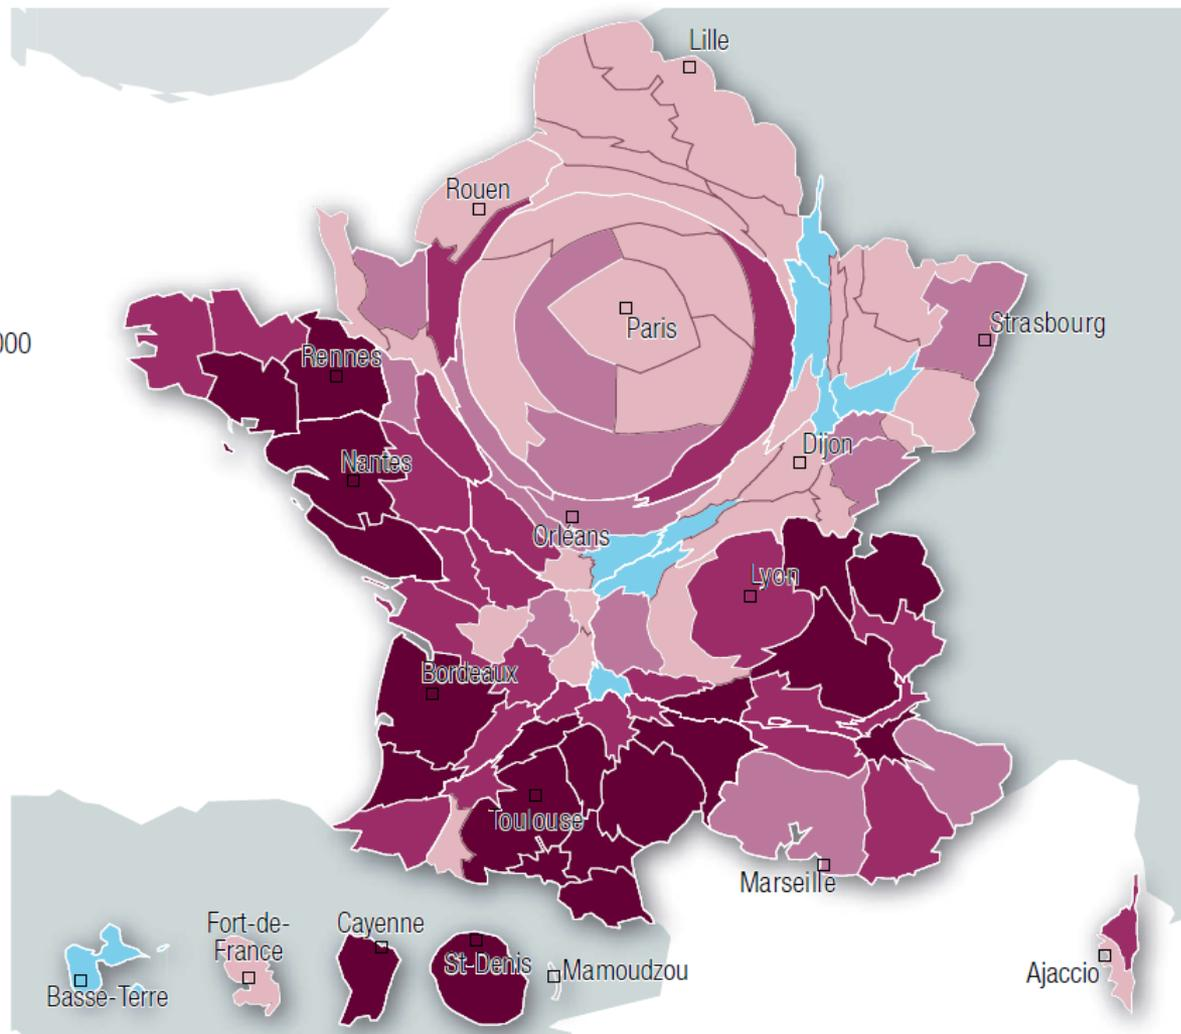 Lille
Rouen
Paris
Strasbourg
000
Rennes
Dijon
Nantes
Orléans
Lyon
Bordeaux
Toulouse
Marseille
Fort-de-
France
Cayenne
St-Denis
Mamoudzou
Ajaccio
Basse-Terre